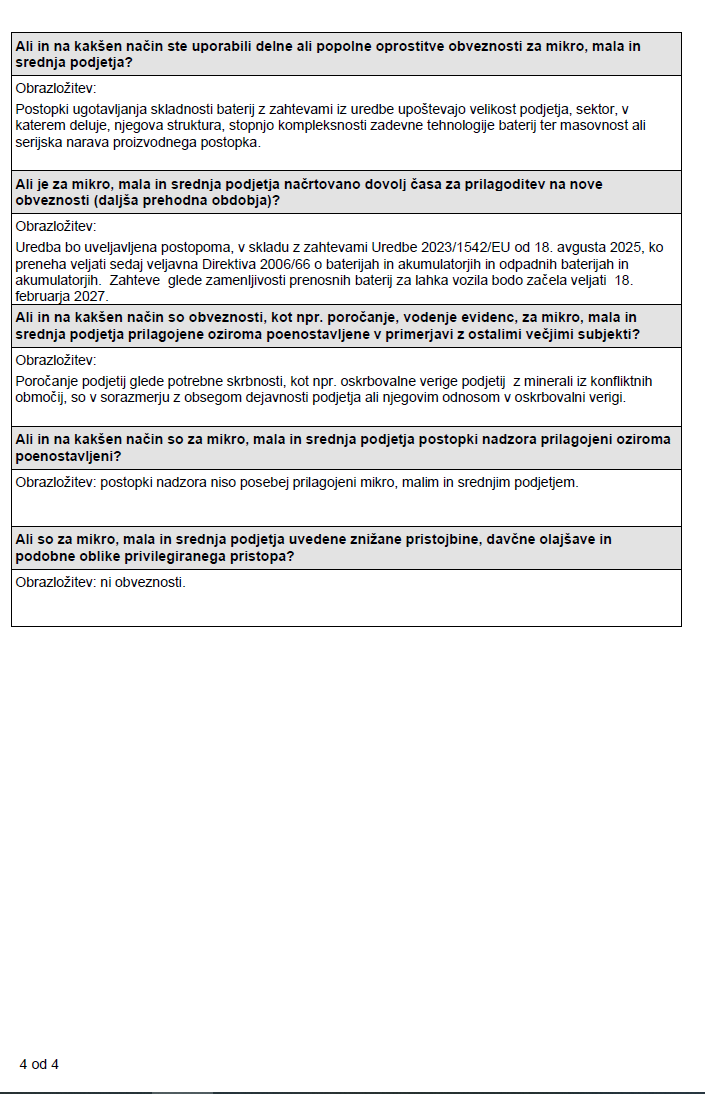 Ali in na kakšen način ste uporabili delne ali popolne oprostitve obveznosti za mikro, mala in
srednja podjetja?
Obrazložitev:
Postopki ugotavljanja skladnosti baterij z zahtevami iz uredbe upoštevajo velikost podjetja, sektor, v
katerem deluje, njegova struktura, stopnjo kompleksnosti zadevne tehnologije baterij ter masovnost ali
serijska narava proizvodnega postopka.
Ali je za mikro, mala in srednja podjetja načrtovano dovolj časa za prilagoditev na nove
obveznosti (daljša prehodna obdobja)?
Obrazložitev:
Uredba bo uveljavljena postopoma, v skladu z zahtevami Uredbe 2023/1542/EU od 18. avgusta 2025, ko
preneha veljati sedaj veljavna Direktiva 2006/66 o baterijah in akumulatorjih in odpadnih baterijah in
akumulatorjih.  Zahteve  glede zamenljivosti prenosnih baterij za lahka vozila bodo začela veljati  18.
februarja 2027.
Ali in na kakšen način so obveznosti, kot npr. poročanje, vodenje evidenc, za mikro, mala in
srednja podjetja prilagojene oziroma poenostavljene v primerjavi z ostalimi večjimi subjekti?
Obrazložitev:
Poročanje podjetij glede potrebne skrbnosti, kot npr. oskrbovalne verige podjetij  z minerali iz konfliktnih
območij, so v sorazmerju z obsegom dejavnosti podjetja ali njegovim odnosom v oskrbovalni verigi.
Ali in na kakšen način so za mikro, mala in srednja podjetja postopki nadzora prilagojeni oziroma
poenostavljeni?
Obrazložitev: postopki nadzora niso posebej prilagojeni mikro, malim in srednjim podjetjem.
Ali so za mikro, mala in srednja podjetja uvedene znižane pristojbine, davčne olajšave in
podobne oblike privilegiranega pristopa?
Obrazložitev: ni obveznosti.
4 od 4